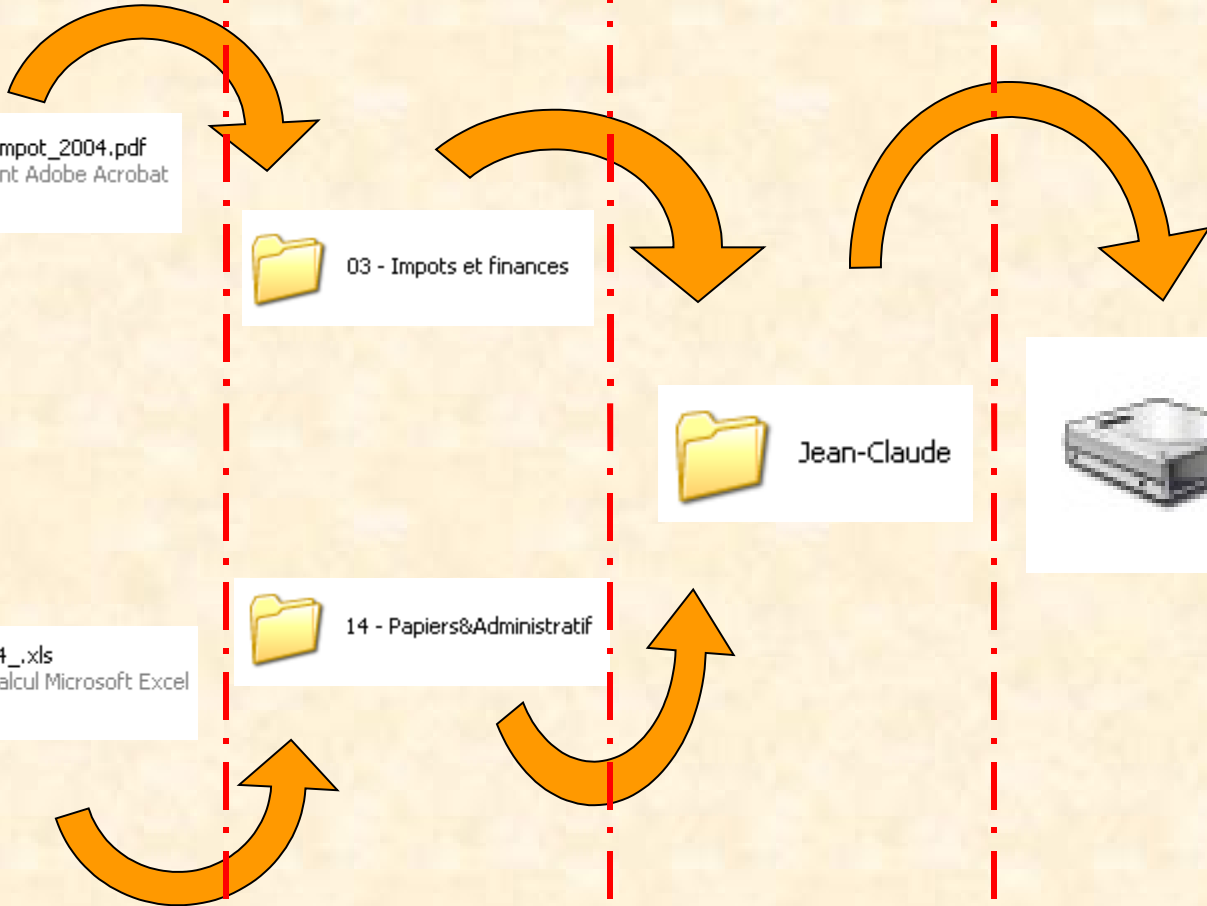 mpot_2004.pdf
nt Adobe Acrobat
03 - Impots et finances
Jean-Claude
14 - Papiers&Administratif
4_.xls
alcul Microsoft Excel